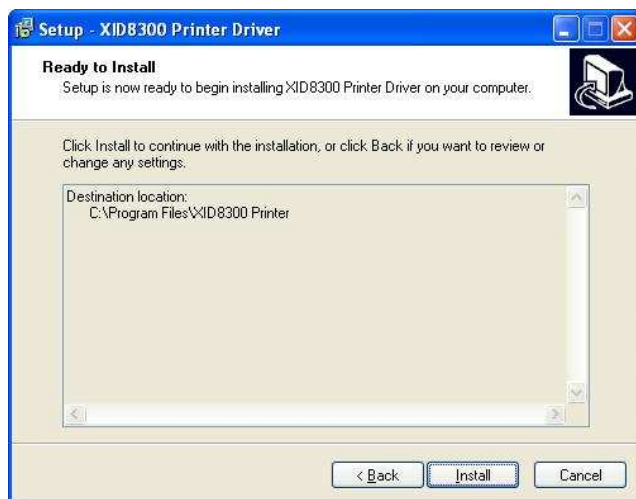 Setup - XID8300 Printer Driver
Ready to Install
Setup is now ready to begin installing XID8300 Printer Driver on your computer.
Click Install to continue with the installation, or click Back if you want to review or
change any settings.
Destination location:
C:\Program Files\XID8300 Printer
< Back
Install
Cancel